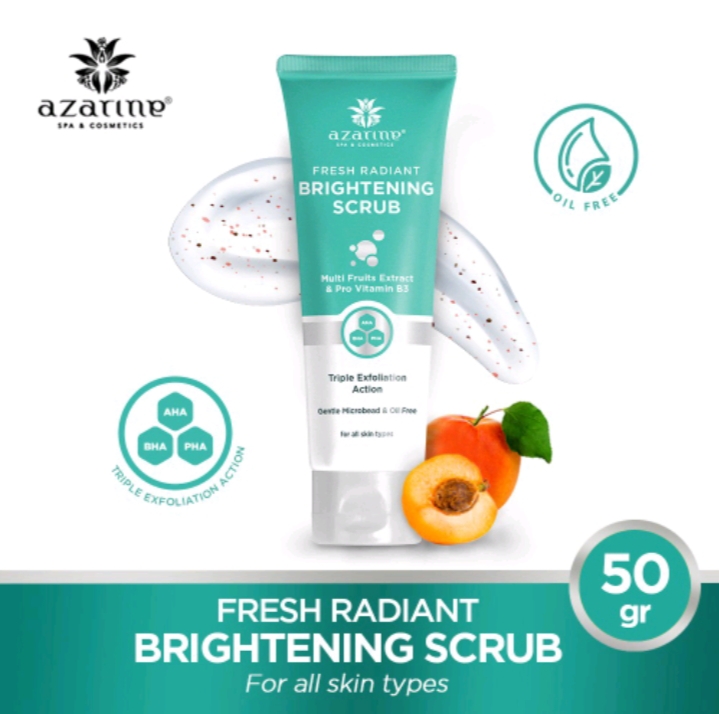 azarine®
SPA & COSMETICS
azarine®
SPA & COSMETICS
FRESH RADIANT
BRIGHTENING
SCRUB
Multi Fruits Extract
& Pro Vitamin B3
AHA
BHA PHA
Triple Exfoliation
Action
Gentle Microbead & Oil Free
for all skin types
OIL FREE
AHA
BHA PHA
TRIPLE EXFOLIATION ACTION
50
gr
FRESH RADIANT
BRIGHTENING SCRUB
For all skin types